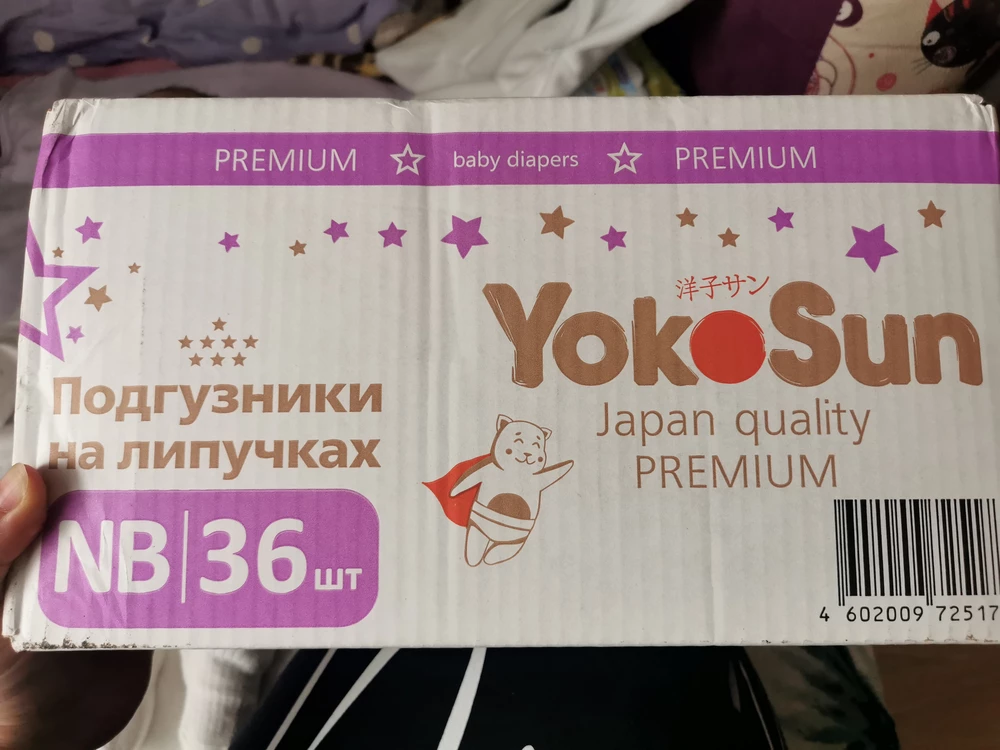 PREMIUM ☆ baby diapers ☆ PREMIUM
洋子サン
YokoSun
Japan quality
PREMIUM
Подгузники
на липучках
NB|36 шт
4 602009 72517